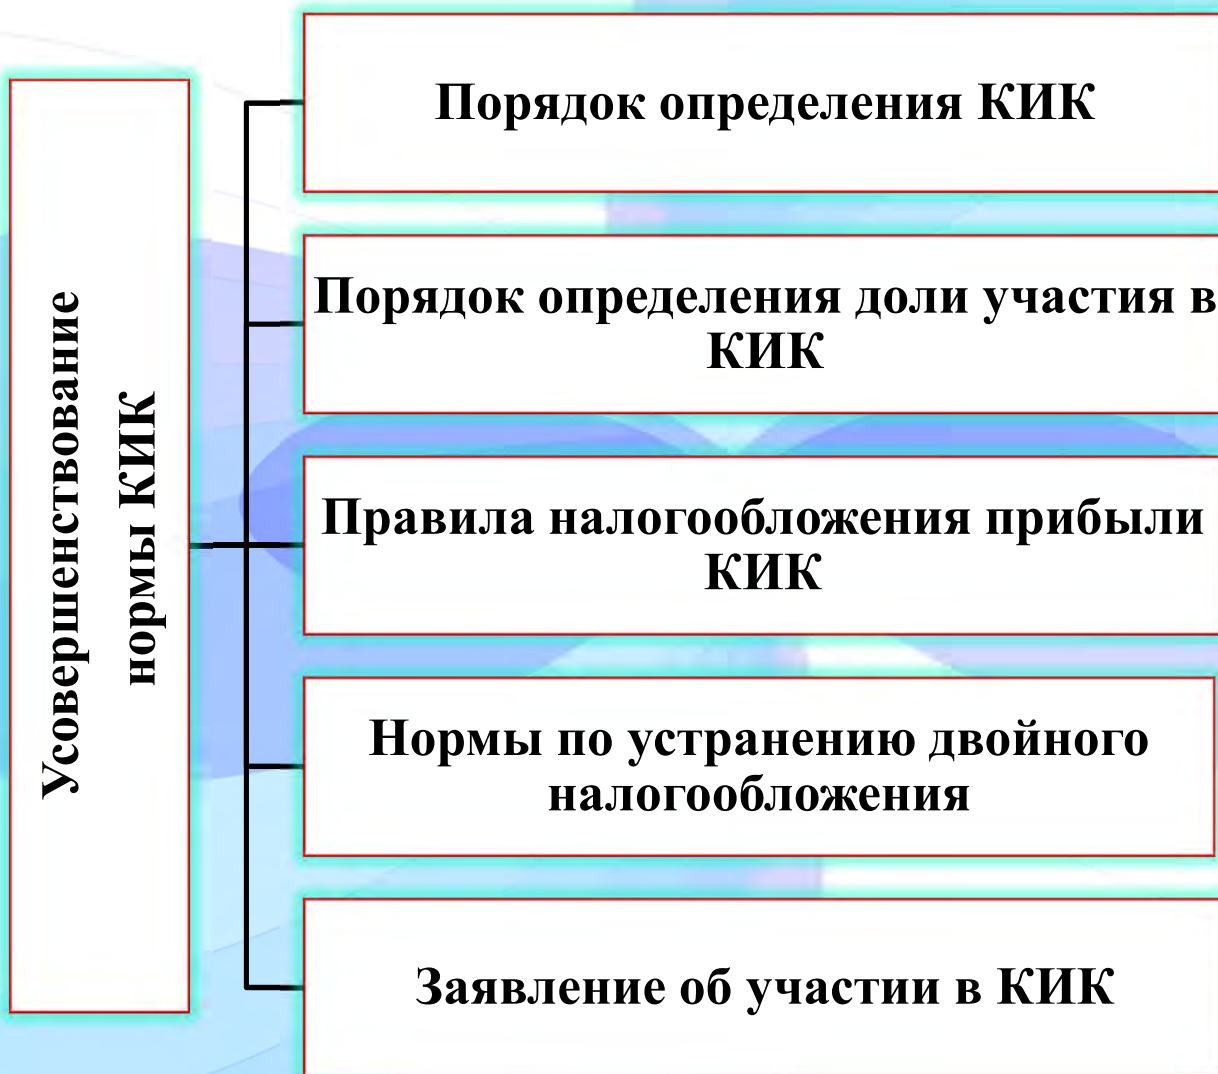 Усовершенствование
нормы КИК
Порядок определения КИК
Порядок определения доли участия в
КИК
Правила налогообложения прибыли
КИК
Нормы по устранению двойного
налогообложения
Заявление об участии в КИК